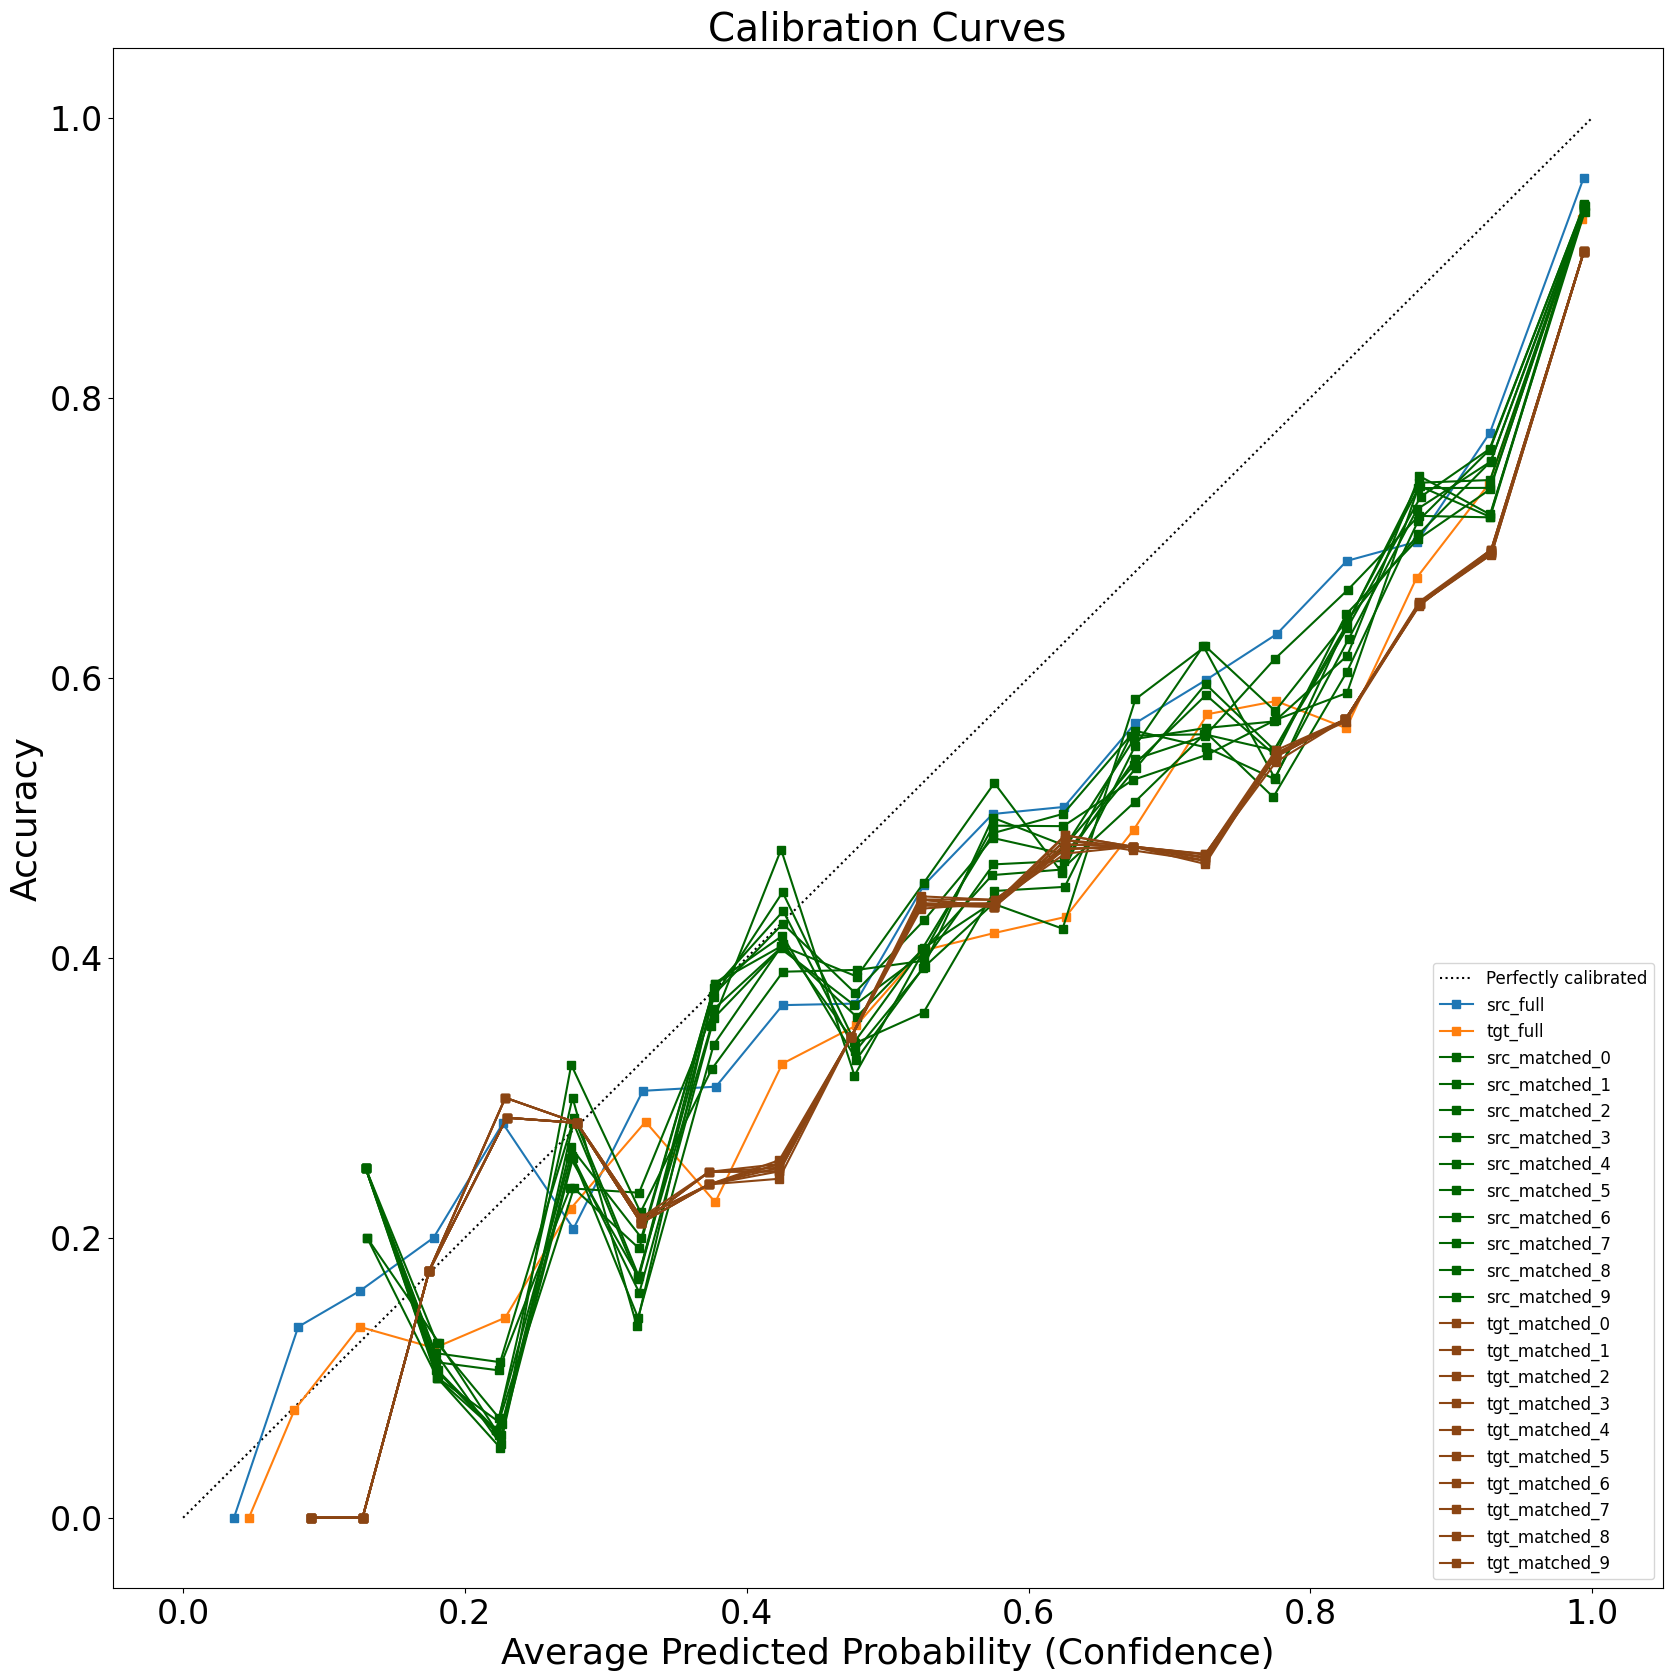 Calibration Curves
1.0
0.8
0.6
0.4
0.2
0.0
Accuracy
Perfectly calibrated
src_full
tgt_full
src_matched_0
src_matched_1
src_matched_2
src_matched_3
src_matched_4
src_matched_5
src_matched_6
src_matched_7
src_matched_8
src_matched_9
tgt_matched_0
tgt_matched_1
tgt_matched_2
tgt_matched_3
tgt_matched_4
tgt_matched_5
tgt_matched_6
tgt_matched_7
tgt_matched_8
tgt_matched_9
0.0 0.2 0.4 0.6 0.8 1.0
Average Predicted Probability (Confidence)